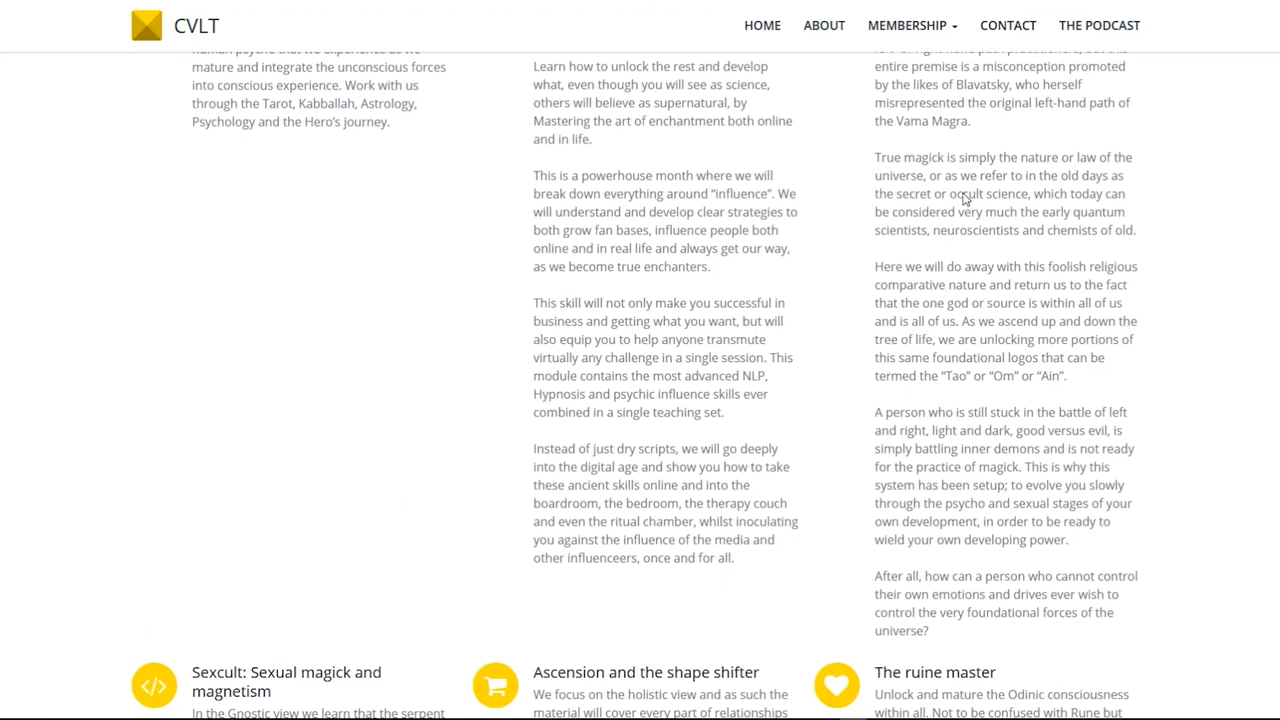 CVLT
HOME ABOUT MEMBERSHIP CONTACT THE PODCAST
human psyche that we experience as we
mature and integrate the unconscious forces
into conscious experience. Work with us
through the Tarot, Kabballah, Astrology,
Psychology and the Hero’s journey.
Learn how to unlock the rest and develop
what, even though you will see as science,
others will believe as supernatural, by
Mastering the art of enchantment both online
and in life.
This is a powerhouse month where we will
break down everything around “influence”. We
will understand and develop clear strategies to
both grow fan bases, influence people both
online and in real life and always get our way,
as we become true enchanters.
This skill will not only make you successful in
business and getting what you want, but will
also equip you to help anyone transmute
virtually any challenge in a single session. This
module contains the most advanced NLP,
Hypnosis and psychic influence skills ever
combined in a single teaching set.
Instead of just dry scripts, we will go deeply
into the digital age and show you how to take
these ancient skills online and into the
boardroom, the bedroom, the therapy couch
and even the ritual chamber, whilst inoculating
you against the influence of the media and
other influenceers, once and for all.
entire premise is a misconception promoted
by the likes of Blavatsky, who herself
misrepresented the original left-hand path of
the Vama Magra.
True magick is simply the nature or law of the
universe, or as we refer to in the old days as
the secret or occult science, which today can
be considered very much the early quantum
scientists, neuroscientists and chemists of old.
Here we will do away with this foolish religious
comparative nature and return us to the fact
that the one god or source is within all of us
and is all of us. As we ascend up and down the
tree of life, we are unlocking more portions of
this same foundational logos that can be
termed the “Tao” or “Om” or “Ain”.
A person who is still stuck in the battle of left
and right, light and dark, good versus evil, is
simply battling inner demons and is not ready
for the practice of magick. This is why this
system has been setup; to evolve you slowly
through the psycho and sexual stages of your
own development, in order to be ready to
wield your own developing power.
After all, how can a person who cannot control
their own emotions and drives ever wish to
control the very foundational forces of the
universe?
Sexcult: Sexual magick and
magnetism
In the Gnostic view we learn that the serpent
Ascension and the shape shifter
We focus on the holistic view and as such the
material will cover every part of relationships
The ruine master
Unlock and mature the Odinic consciousness
within all. Not to be confused with Rune but